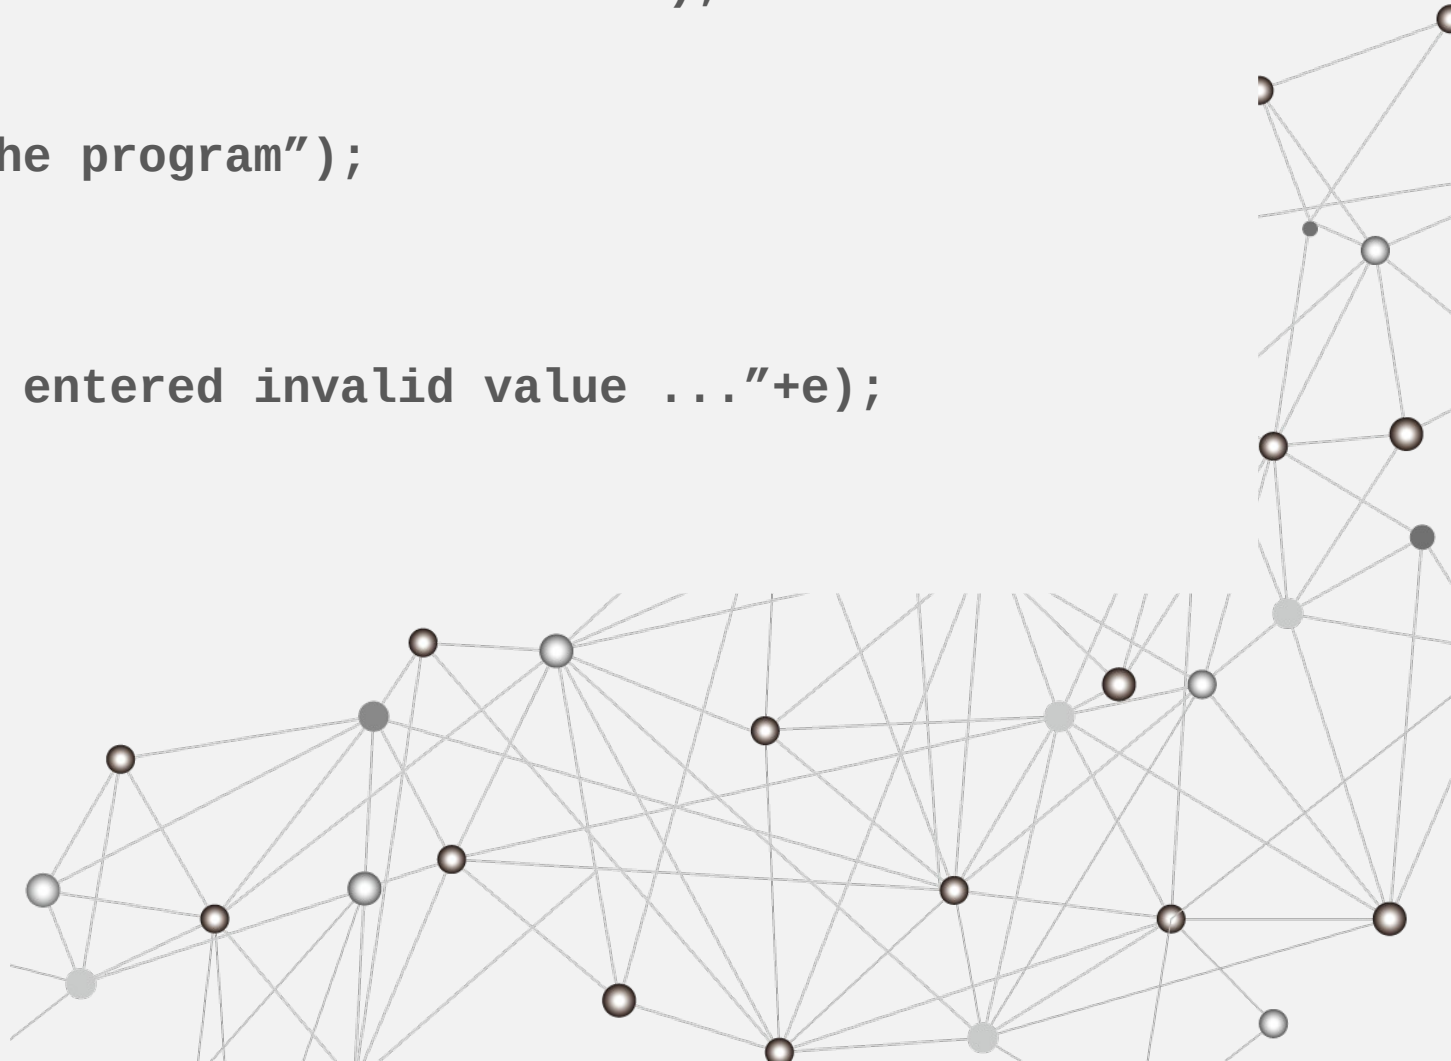 );
he program”);
entered invalid value ...”+e);